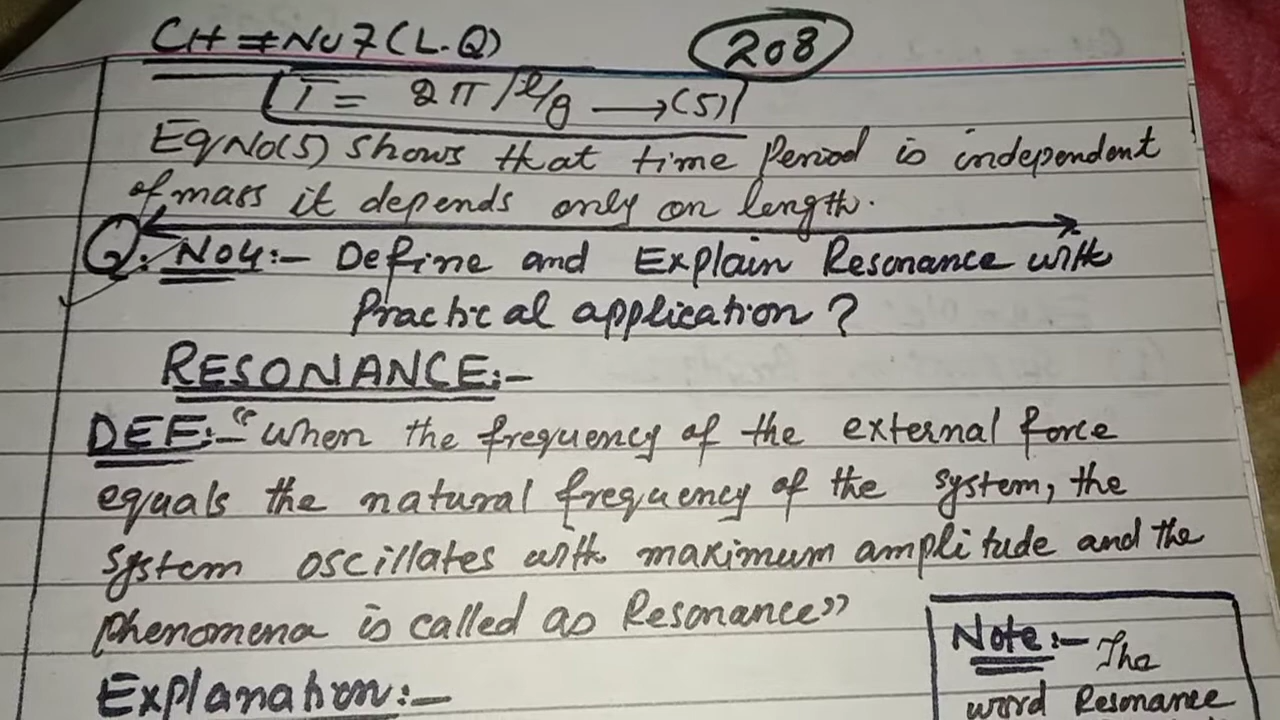 CH # NO 7 (L.Q)
208
T = 2π√l/g → (5)
Eq No(5) shows that time Period is independent
of mass it depends only on length.
Q: No4:- Define and Explain Resonance with
Practical application ?
RESONANCE:-
DEF:- "When the frequency of the external force
equals the natural frequency of the system, the
system oscillates with maximum amplitude and the
phenomena is called as Resonance"
Explanation:-
Note:- The
word Resonance